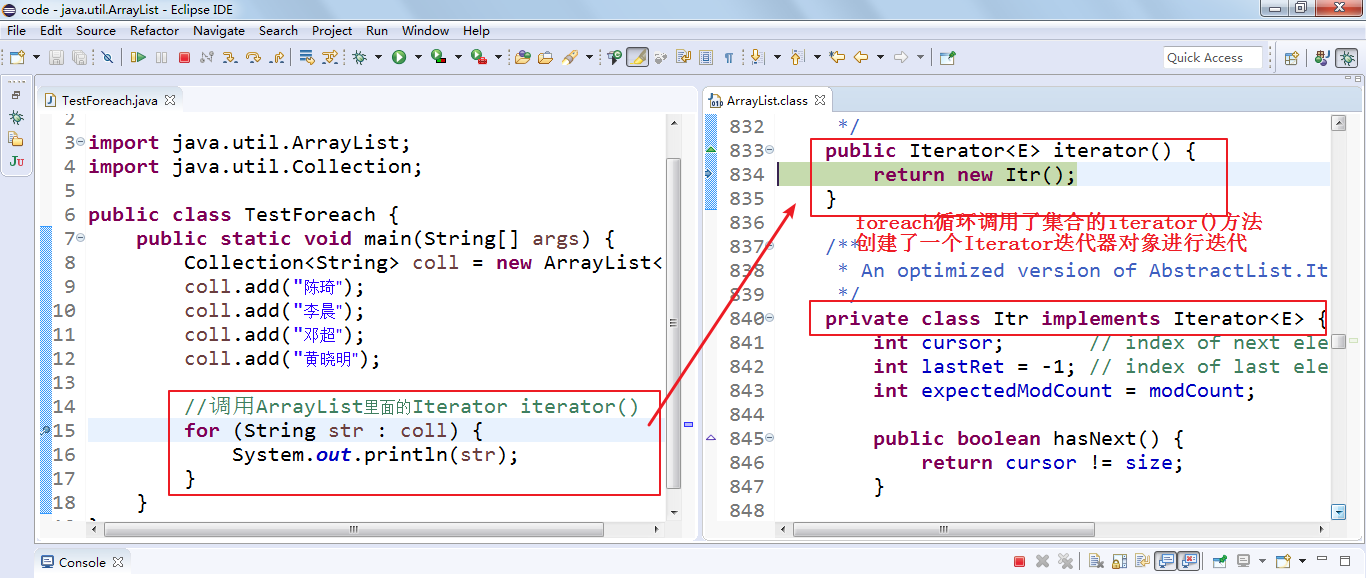 code - java.util.ArrayList - Eclipse IDE
File Edit Source Refactor Navigate Search Project Run Window Help
Quick Access
TestForeach.java
2
3 import java.util.ArrayList;
4 import java.util.Collection;
5
6 public class TestForeach {
7 public static void main(String[] args) {
8 Collection<String> coll = new ArrayList<
9 coll.add("陈琦");
10 coll.add("李晨");
11 coll.add("邓超");
12 coll.add("黄晓明");
13
14 //调用ArrayList里面的Iterator iterator()
15 for (String str : coll) {
16 System.out.println(str);
17 }
18 }
ArrayList.class
832 */
833 public Iterator<E> iterator() {
834 return new Itr();
835 }
836
foreach循环调用了集合的iterator()方法
创建了一个Iterator迭代器对象进行迭代
837 /**
838 * An optimized version of AbstractList.It
839 */
840 private class Itr implements Iterator<E> {
841 int cursor; // index of next ele
842 int lastRet = -1; // index of last ele
843 int expectedModCount = modCount;
844
845 public boolean hasNext() {
846 return cursor != size;
847 }
848
Console